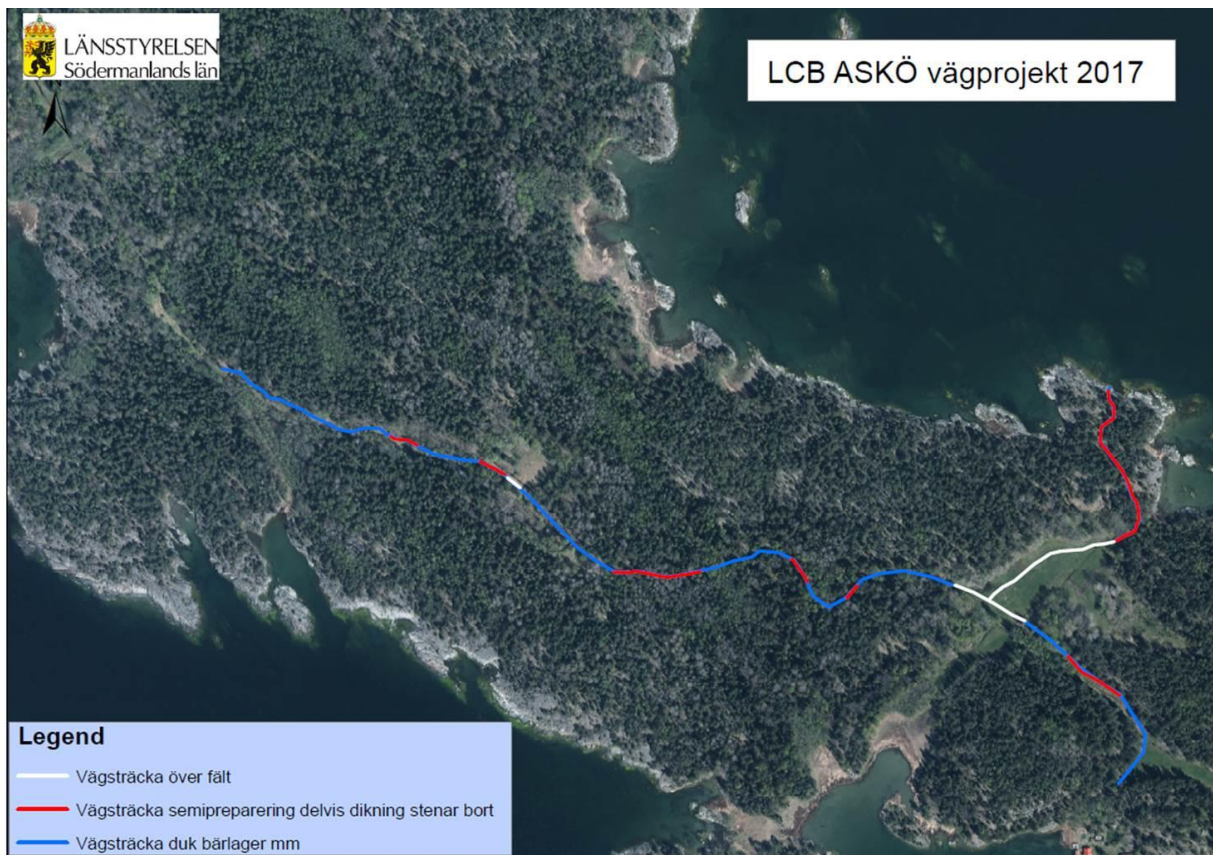 LÄNSSTYRELSEN
Södermanlands län
LCB ASKÖ vägprojekt 2017
Legend
Vägsträcka över fält
Vägsträcka semipreparering delvis dikning stenar bort
Vägsträcka duk bärlager mm